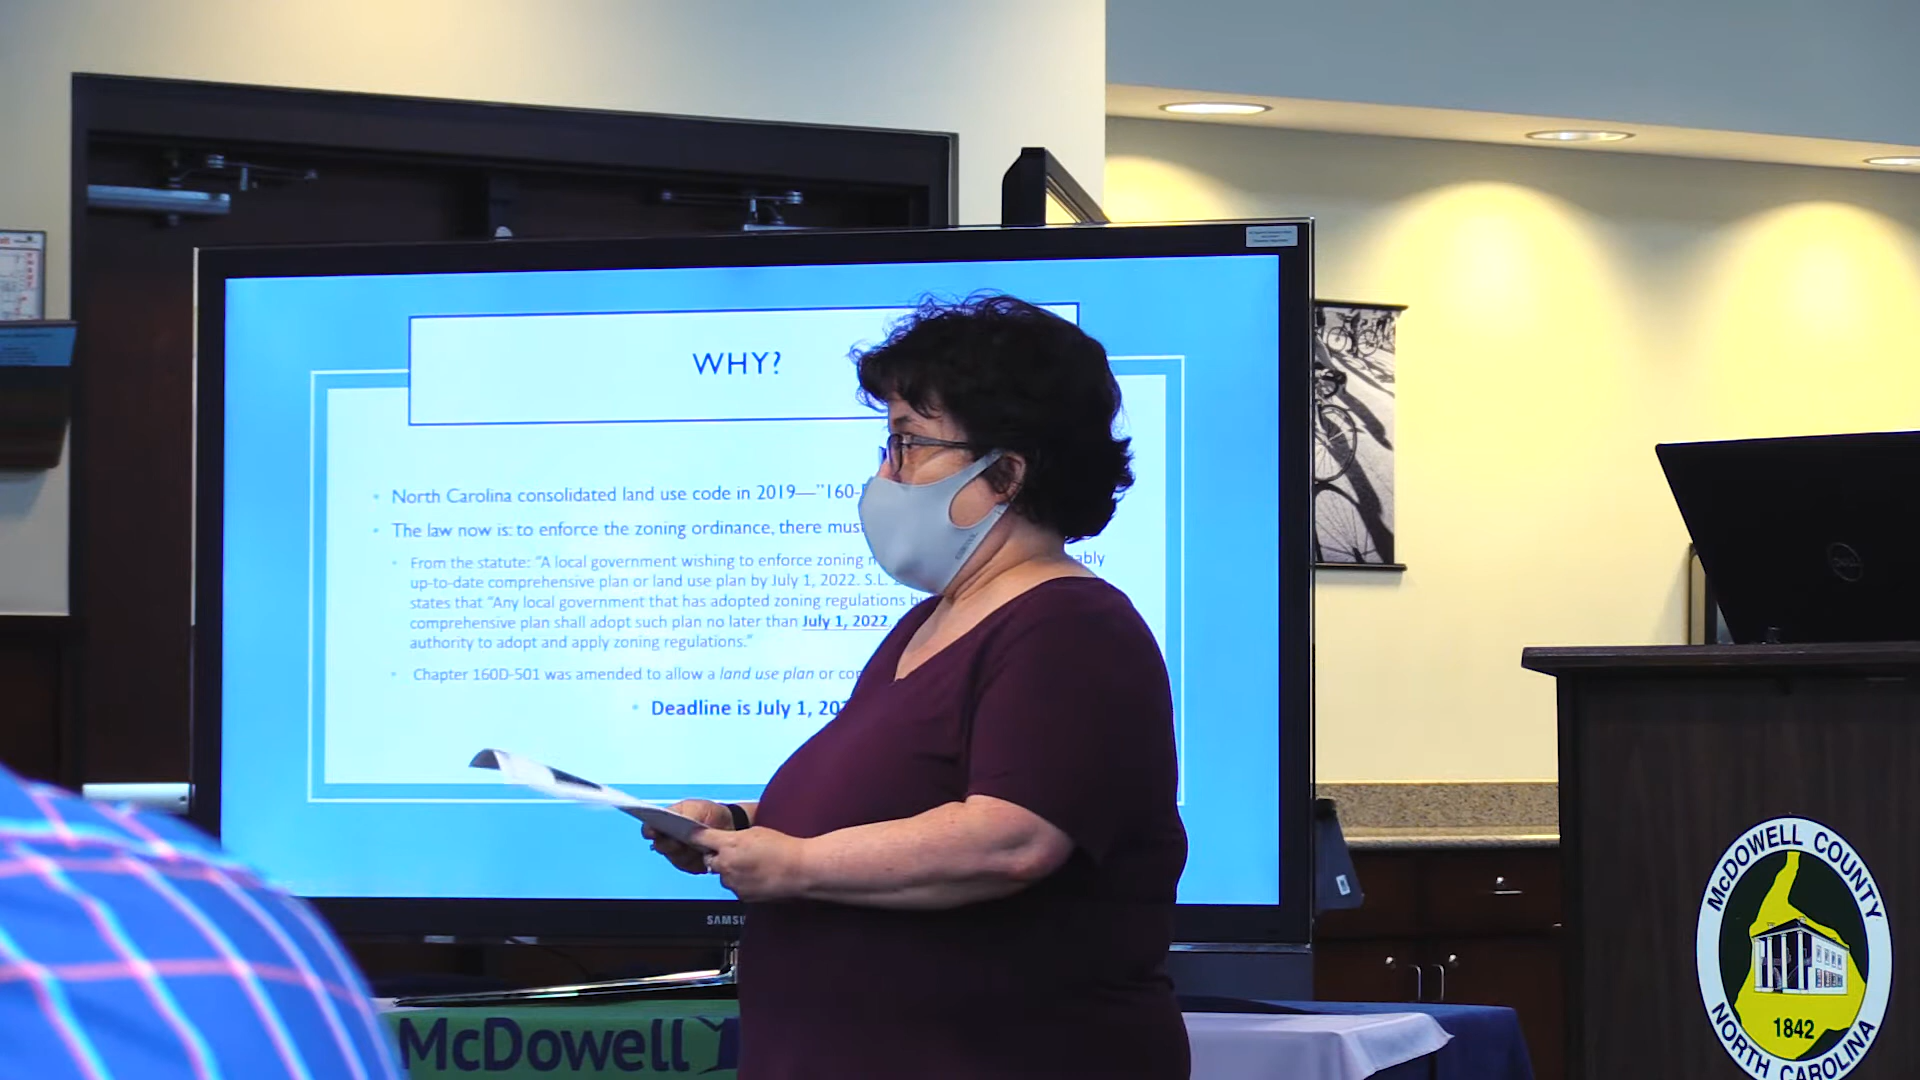 WHY?
North Carolina consolidated land use code in 2019—"160-
The law now is: to enforce the zoning ordinance, there must
From the statute: "A local government wishing to enforce zoning
up-to-date comprehensive plan or land use plan by July 1, 2022. S.L.
states that "Any local government that has adopted zoning regulations
comprehensive plan shall adopt such plan no later than July 1, 2022.
authority to adopt and apply zoning regulations."
Chapter 160D-501 was amended to allow a land use plan or
Deadline is July 1,
SAMSU
McDowell
McDOWELL COUNTY
1842
NORTH CAROLINA
DELL